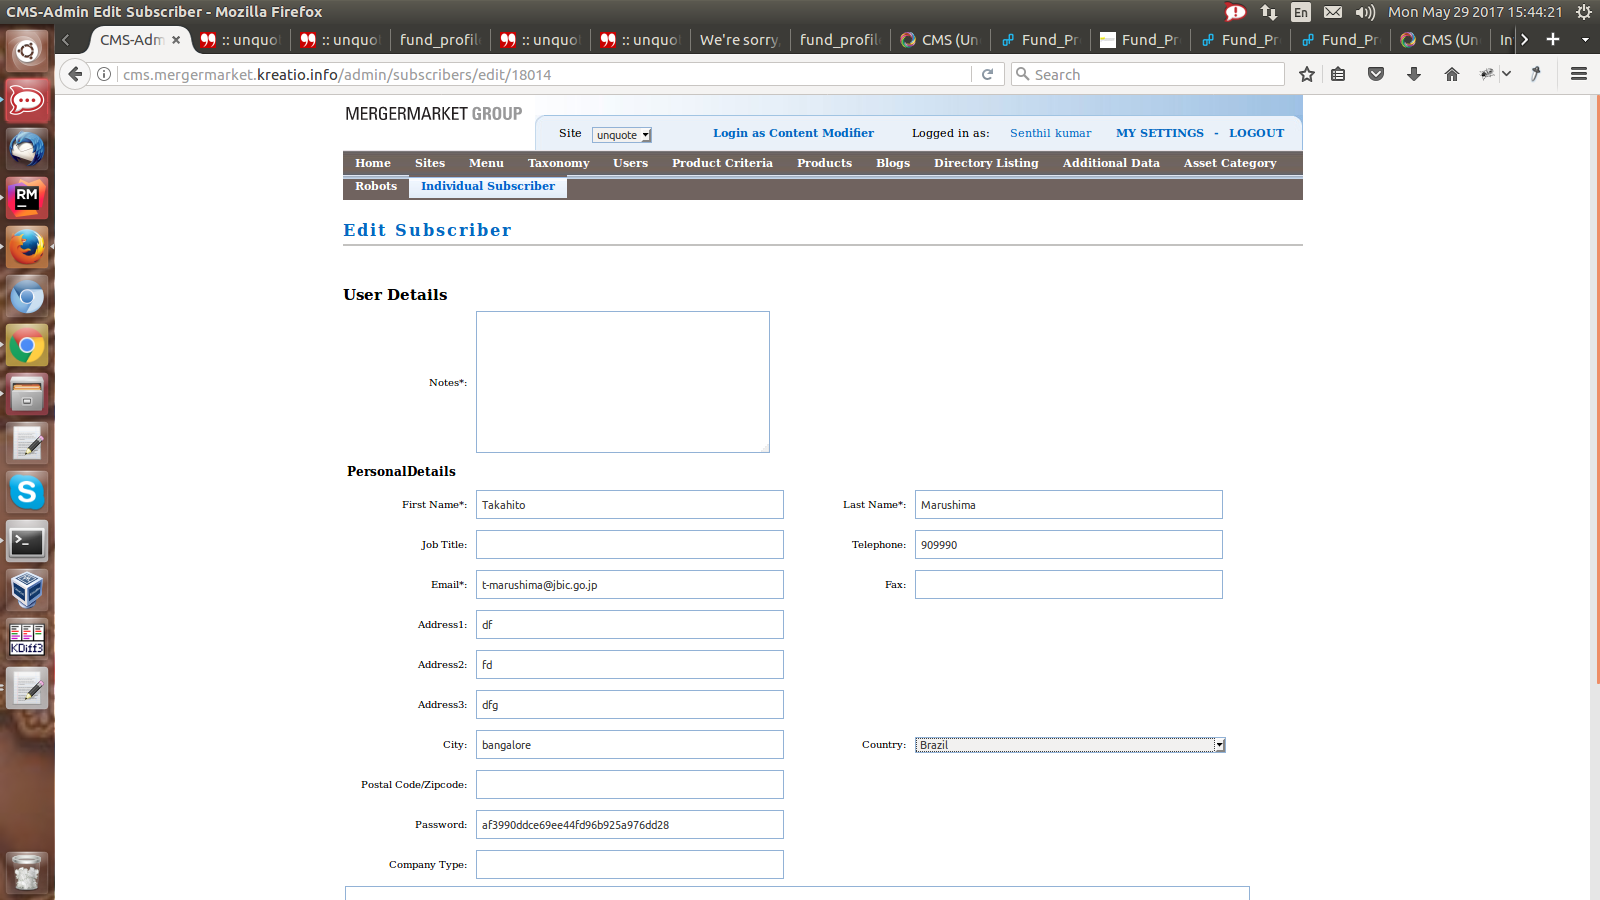 CMS-Admin Edit Subscriber - Mozilla Firefox
En
Mon May 29 2017 15:44:21
CMS-Adm
:: unquo
:: unquo
fund_profil
:: unquo
:: unquo
We're sorry,
fund_profil
CMS (Un
Fund_Pr
Fund_Pr
Fund_Pr
Fund_Pr
CMS (Un
In
cms.mergermarket.kreatio.info/admin/subscribers/edit/18014
Search
MERGERMARKET GROUP
Site
unquote
Login as Content Modifier
Logged in as:
Senthil kumar
MY SETTINGS - LOGOUT
Home Sites Menu Taxonomy Users Product Criteria Products Blogs Directory Listing Additional Data Asset Category
Robots Individual Subscriber
Edit Subscriber
User Details
Notes*:
PersonalDetails
First Name*: Takahito
Last Name*: Marushima
Job Title:
Telephone: 909990
Email*: t-marushima@jbic.go.jp
Fax:
Address1: df
Address2: fd
Address3: dfg
City: bangalore
Country: Brazil
Postal Code/Zipcode:
Password: af3990ddce69ee44fd96b925a976dd28
Company Type:
RM
S
KDiff3